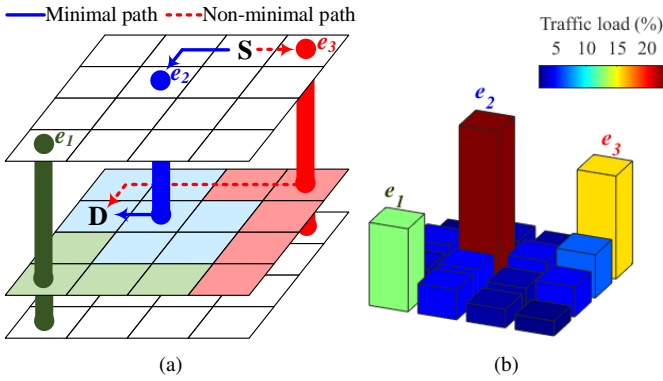 Minimal path Non-minimal path
S
e3
e2
e1
D
(a)
Traffic load (%)
5 10 15 20
e2
e3
e1
(b)